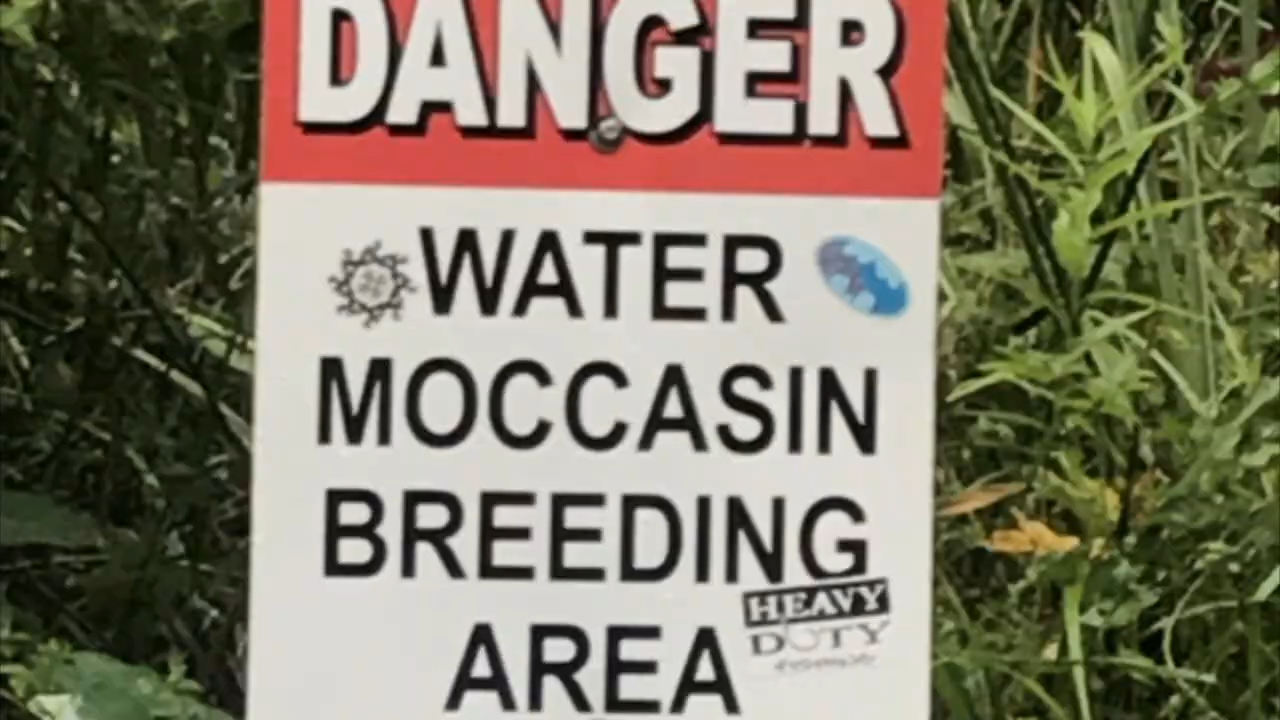 DANGER
WATER
MOCCASIN
BREEDING
AREA
HEAVY
DUTY